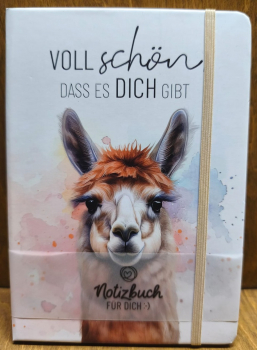 VOLL schön
DASS ES DICH GIBT
Notizbuch
FÜR DICH :)